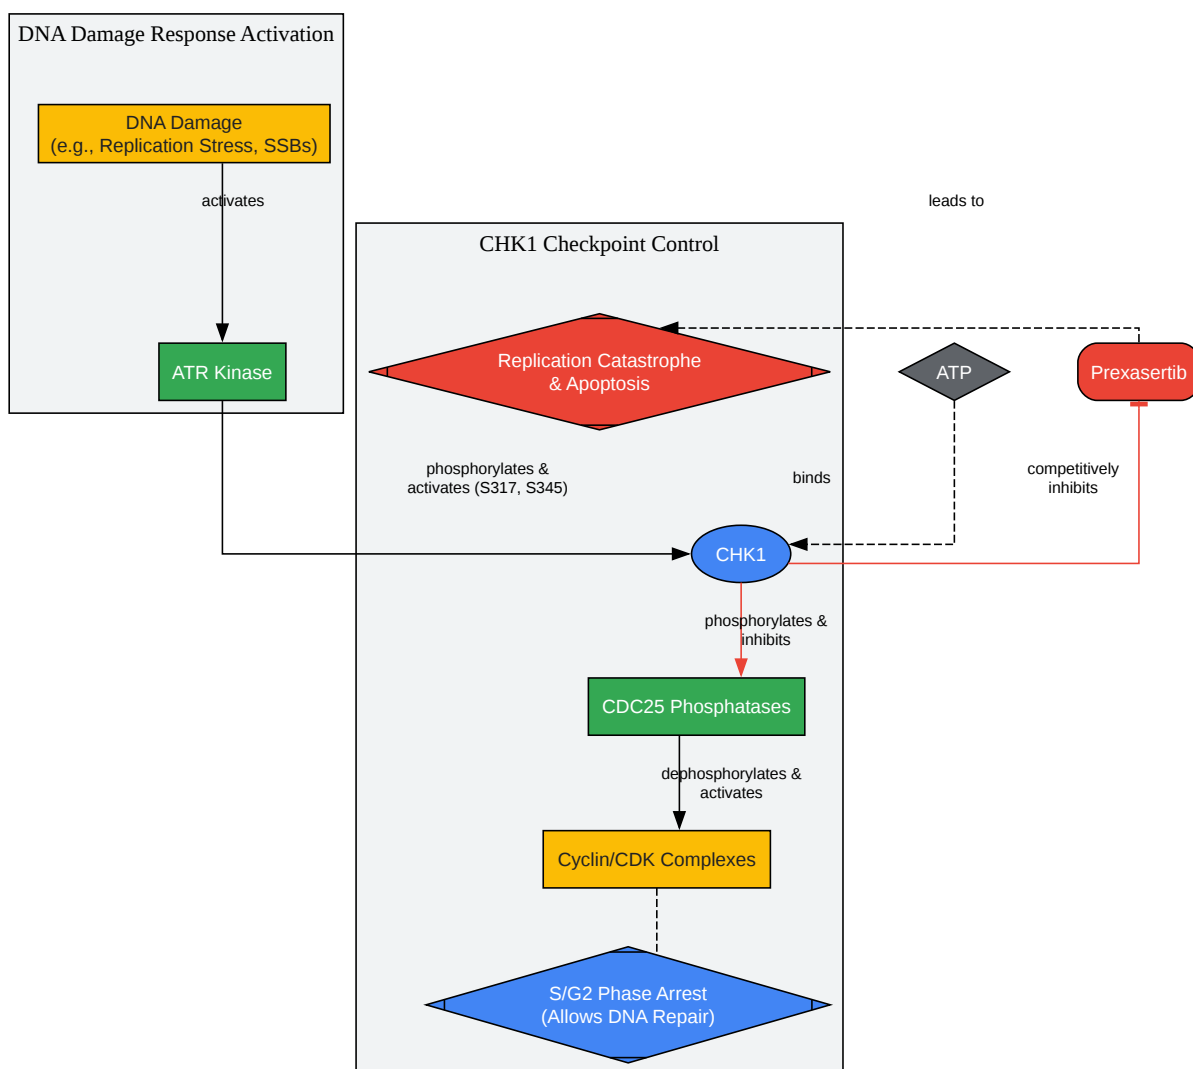 DNA Damage Response Activation
DNA Damage
(e.g., Replication Stress, SSBs)
activates
leads to
CHK1 Checkpoint Control
Replication Catastrophe
& Apoptosis
ATR Kinase
ATP
Prexasertib
phosphorylates &
activates (S317, S345)
binds
competitively
inhibits
CHK1
phosphorylates &
inhibits
CDC25 Phosphatases
dephosphorylates &
activates
Cyclin/CDK Complexes
S/G2 Phase Arrest
(Allows DNA Repair)